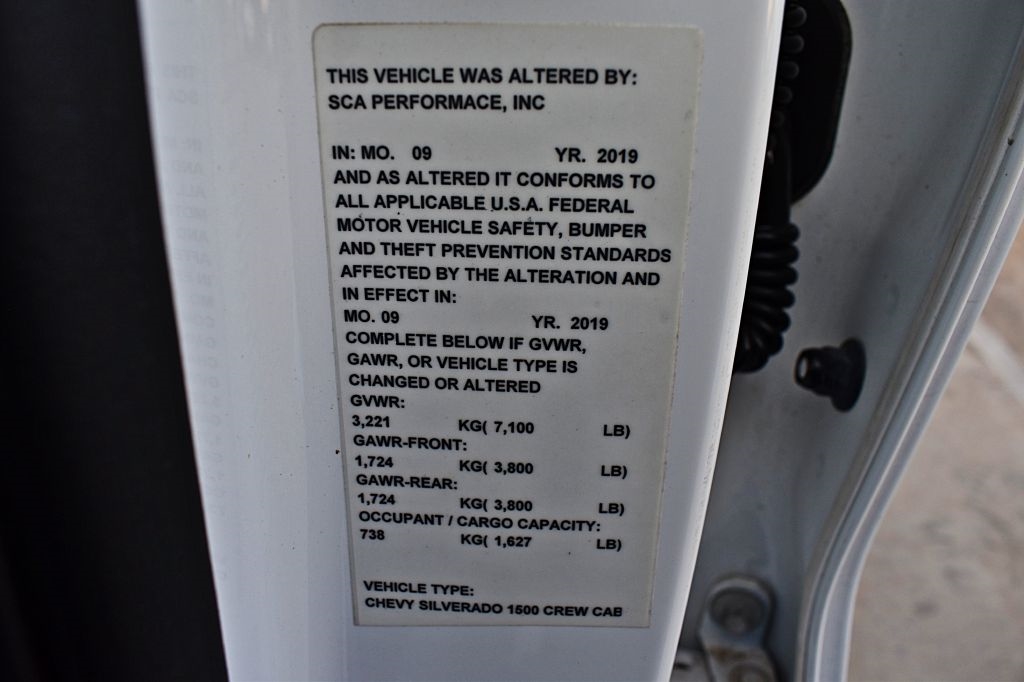 THIS VEHICLE WAS ALTERED BY:
SCA PERFORMACE, INC
IN: MO. 09 YR. 2019
AND AS ALTERED IT CONFORMS TO
ALL APPLICABLE U.S.A. FEDERAL
MOTOR VEHICLE SAFETY, BUMPER
AND THEFT PREVENTION STANDARDS
AFFECTED BY THE ALTERATION AND
IN EFFECT IN:
MO. 09 YR. 2019
COMPLETE BELOW IF GVWR,
GAWR, OR VEHICLE TYPE IS
CHANGED OR ALTERED
GVWR:
3,221 KG( 7,100 LB)
GAWR-FRONT:
1,724 KG( 3,800 LB)
GAWR-REAR:
1,724 KG( 3,800 LB)
OCCUPANT / CARGO CAPACITY:
738 KG( 1,627 LB)
VEHICLE TYPE:
CHEVY SILVERADO 1500 CREW CAB